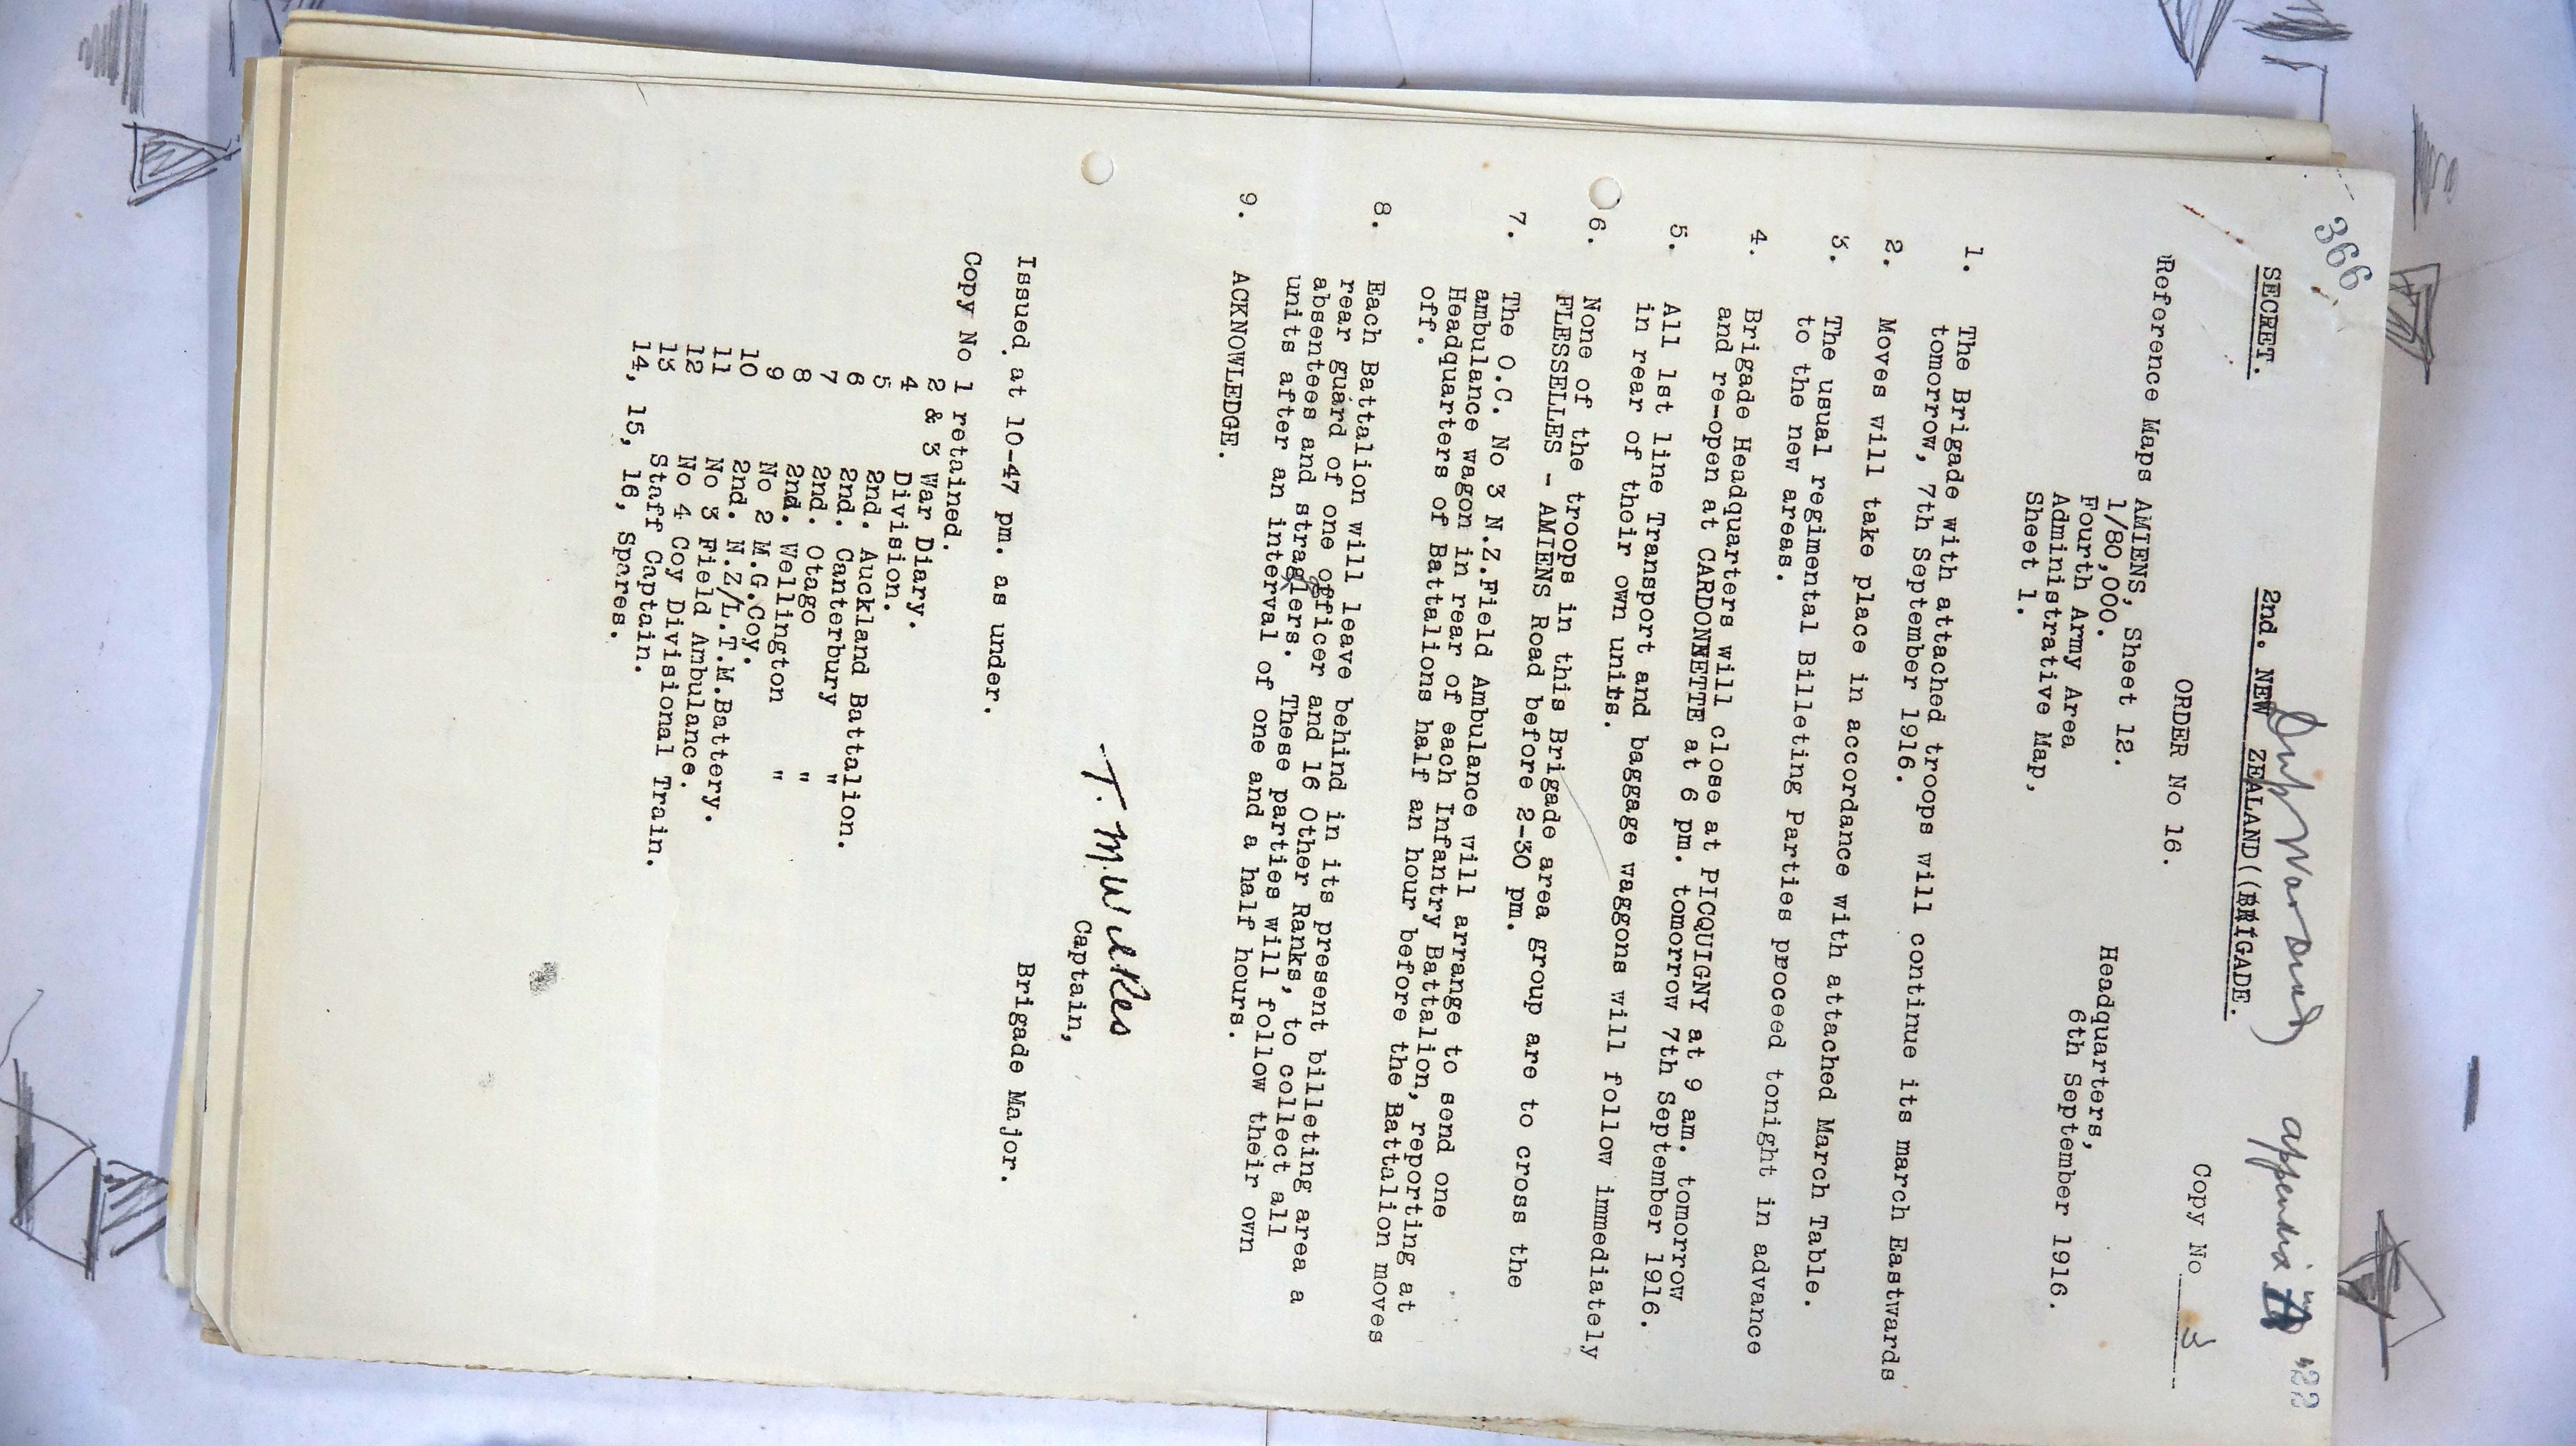 366
appendix
SECRET.
2nd. NEW ZEALAND((BRIGADE.
Copy No 3
ORDER No 16.
Reference Maps AMIENS, Sheet 12.
1/80,000.
Fourth Army Area
Administrative Map,
Sheet 1.
Headquarters,
6th September 1916.
1. The Brigade with attached troops will continue its march Eastwards
tomorrow, 7th September 1916.
2. Moves will take place in accordance with attached March Table.
3. The usual regimental Billeting Parties proceed tonight in advance
to the new areas.
4. Brigade Headquarters will close at PICQUIGNY at 9 am. tomorrow
and re-open at CARDONNETTE at 6 pm. tomorrow 7th September 1916.
5. All 1st line Transport and baggage waggons will follow immediately
in rear of their own units.
6. None of the troops in this Brigade area group are to cross the
FLESSELLES - AMIENS Road before 2-30 pm.
7. The O.C. No 3 N.Z.Field Ambulance will arrange to send one
ambulance wagon in rear of each Infantry Battalion, reporting at
Headquarters of Battalions half an hour before the Battalion moves
off.
8. Each Battalion will leave behind in its present billeting area a
rear guard of one officer and 16 Other Ranks, to collect all
absentees and straglers. These parties will follow their own
units after an interval of one and a half hours.
9. ACKNOWLEDGE.
T. M Wilkes
Captain,
Brigade Major.
Issued at 10-47 pm. as under.
Copy No 1 retained.
2 & 3 War Diary.
4 Division.
5 2nd. Auckland Battalion.
6 2nd. Canterbury "
7 2nd. Otago "
8 2nd. Wellington "
9 No 2 M.G.Coy.
10 2nd. N.Z/L.T.M.Battery.
11 No 3 Field Ambulance.
12 No 4 Coy Divisional Train.
13 Staff Captain.
14, 15, 16, Spares.